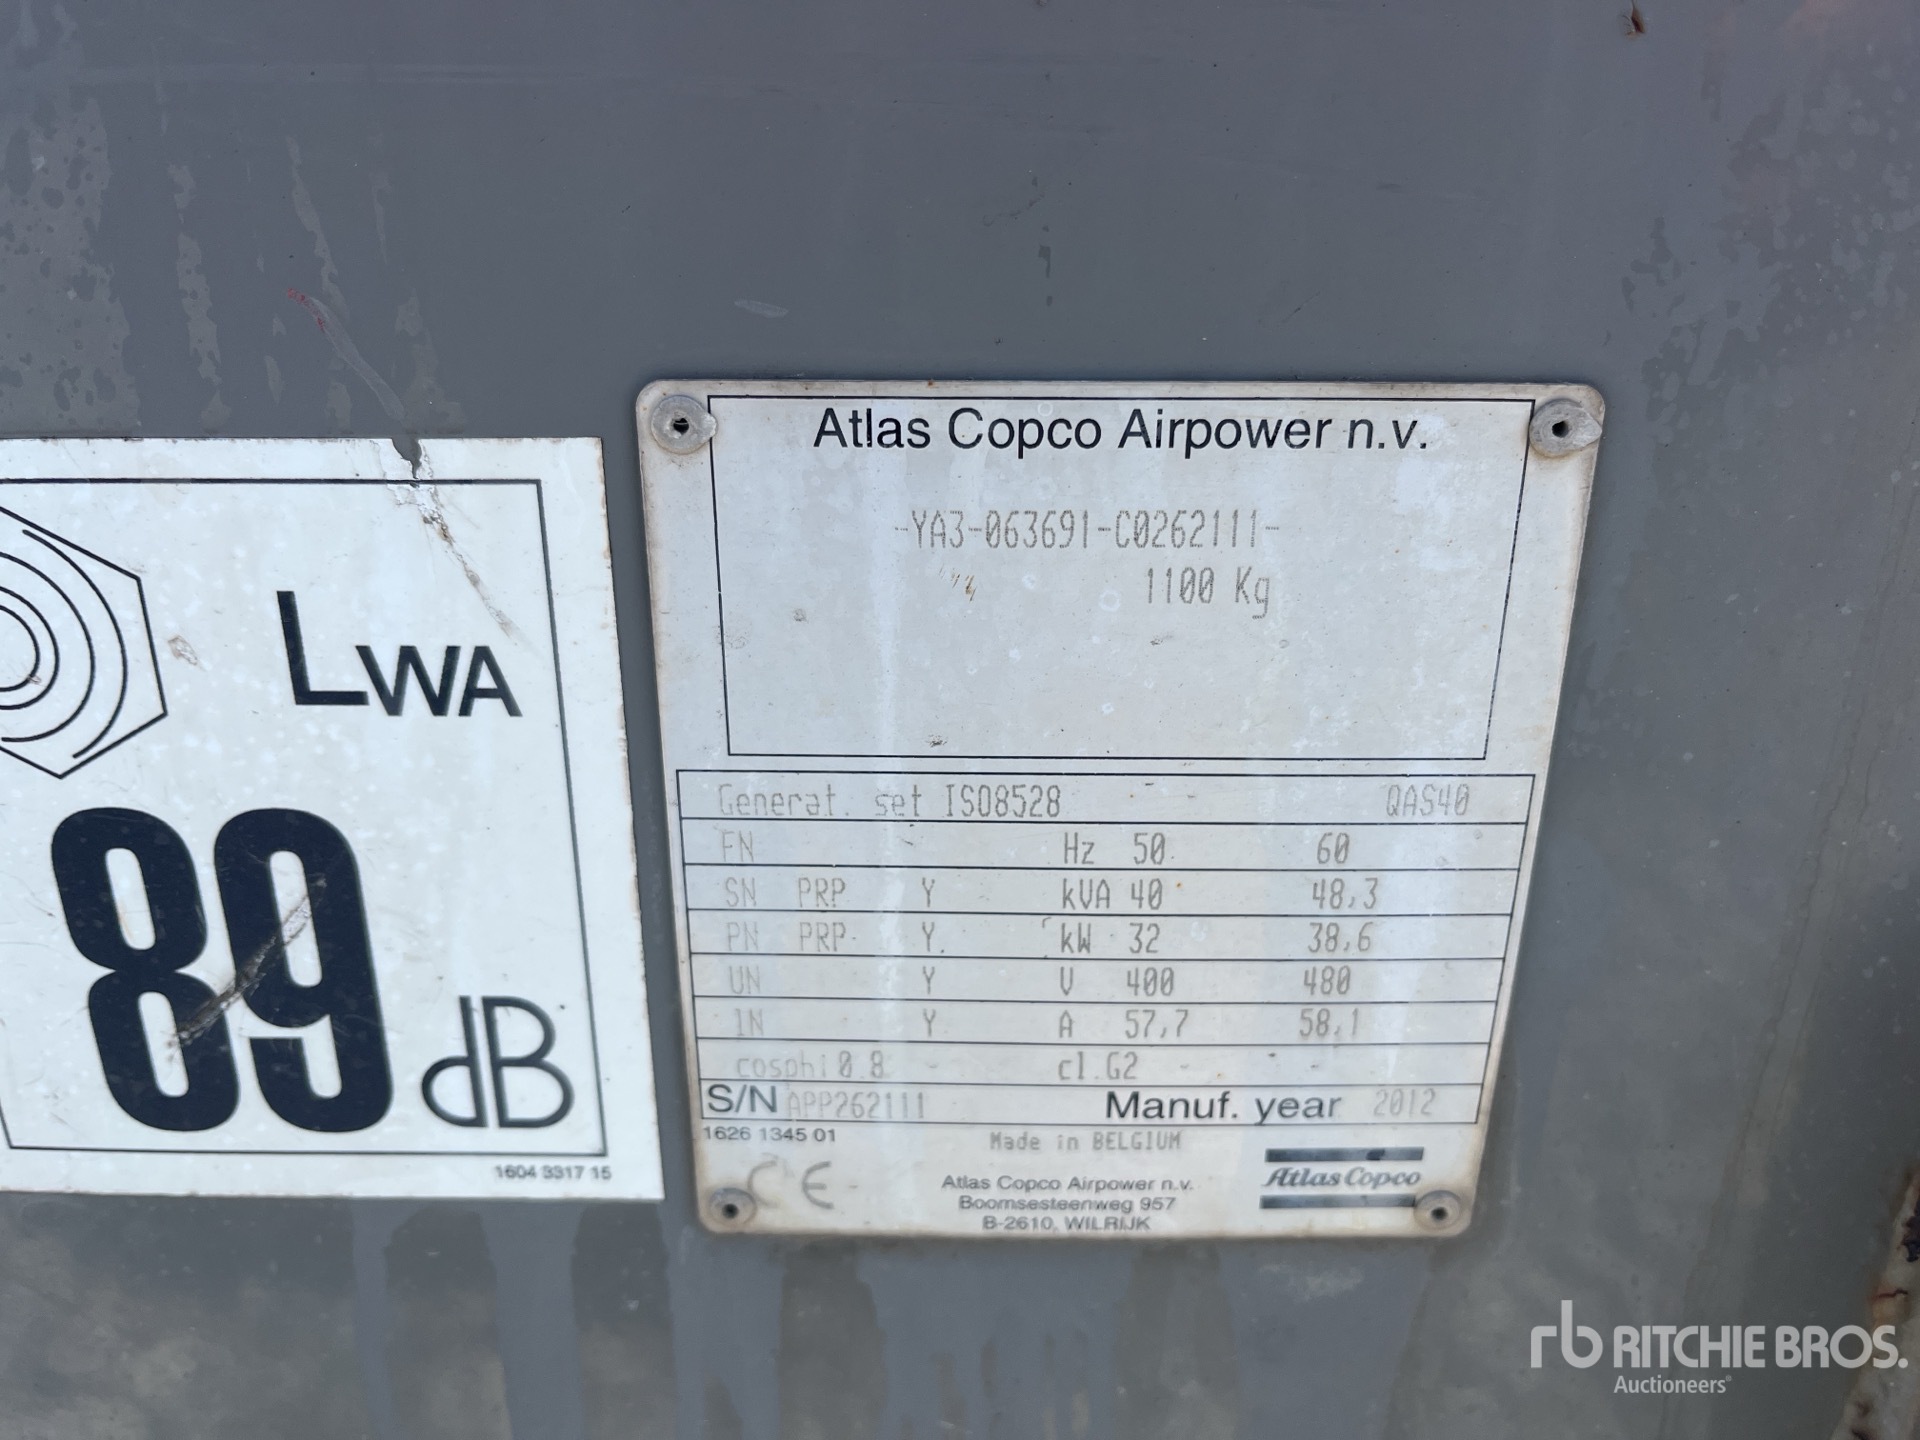 Atlas Copco Airpower n.v.
-YA3-063691-C0262111-
1100 Kg
Generat. set ISO8528 - QAS40
FN Hz 50 60
SN PRP Y kVA 40 48,3
PN PRP Y kW 32 38,6
UN Y V 400 480
IN Y A 57,7 58,1
cosphi 0.8 - cl.G2 - -
S/N APP262111 Manuf. year 2012
1626 1345 01
Made in BELGIUM
CE
Atlas Copco Airpower n.v.
Boomsesteenweg 957
B-2610, WILRIJK
Atlas Copco
LWA
89 dB
1604 3317 15
rb RITCHIE BROS.
Auctioneers